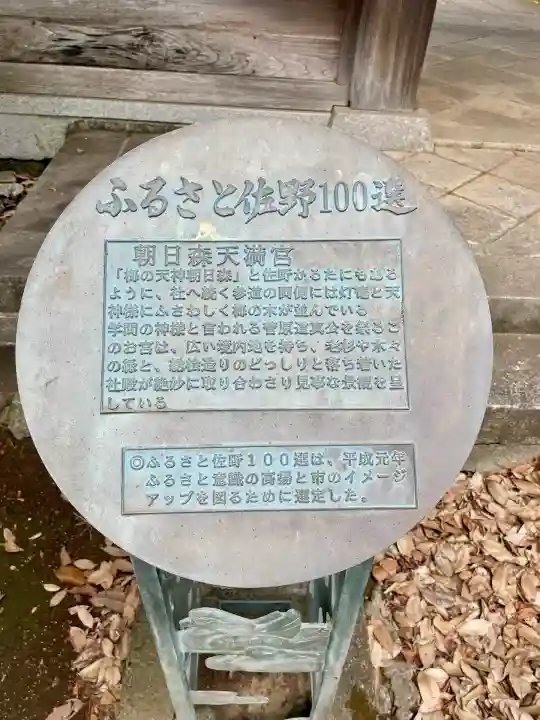 ふるさと佐野100選
朝日森天満宮
「梅の天神朝日森」と佐野かるたにもある
ように、社へ続く参道の両側には灯篭と天
神様にふさわしく梅の木が並んでいる
学問の神様と言われる菅原道真公を祭るこ
のお宮は、広い境内地を持ち、老杉や木々
の緑と、造りのどっしりと落ち着いた
社殿が絶妙に取り合わさり見事な景観を呈
している
◎ふるさと佐野100選は、平成元年
ふるさと意識の高揚と市のイメージ
アップを図るために選定した。